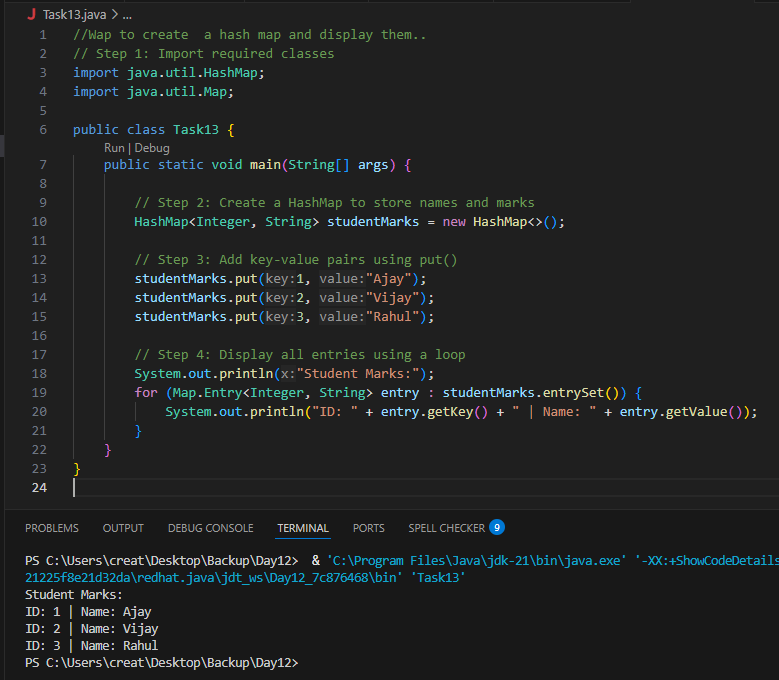 J Task13.java > ...
1 //Wap to create  a hash map and display them..
2 // Step 1: Import required classes
3 import java.util.HashMap;
4 import java.util.Map;
5
6 public class Task13 {
Run | Debug
7 public static void main(String[] args) {
8
9 // Step 2: Create a HashMap to store names and marks
10 HashMap<Integer, String> studentMarks = new HashMap<>();
11
12 // Step 3: Add key-value pairs using put()
13 studentMarks.put(key:1, value:"Ajay");
14 studentMarks.put(key:2, value:"Vijay");
15 studentMarks.put(key:3, value:"Rahul");
16
17 // Step 4: Display all entries using a loop
18 System.out.println(x:"Student Marks:");
19 for (Map.Entry<Integer, String> entry : studentMarks.entrySet()) {
20 System.out.println("ID: " + entry.getKey() + " | Name: " + entry.getValue());
21 }
22 }
23 }
24
PROBLEMS OUTPUT DEBUG CONSOLE TERMINAL PORTS SPELL CHECKER 9
PS C:\Users\creat\Desktop\Backup\Day12>  & 'C:\Program Files\Java\jdk-21\bin\java.exe' '-XX:+ShowCodeDetails
21225f8e21d32da\redhat.java\jdt_ws\Day12_7c876468\bin' 'Task13'
Student Marks:
ID: 1 | Name: Ajay
ID: 2 | Name: Vijay
ID: 3 | Name: Rahul
PS C:\Users\creat\Desktop\Backup\Day12>